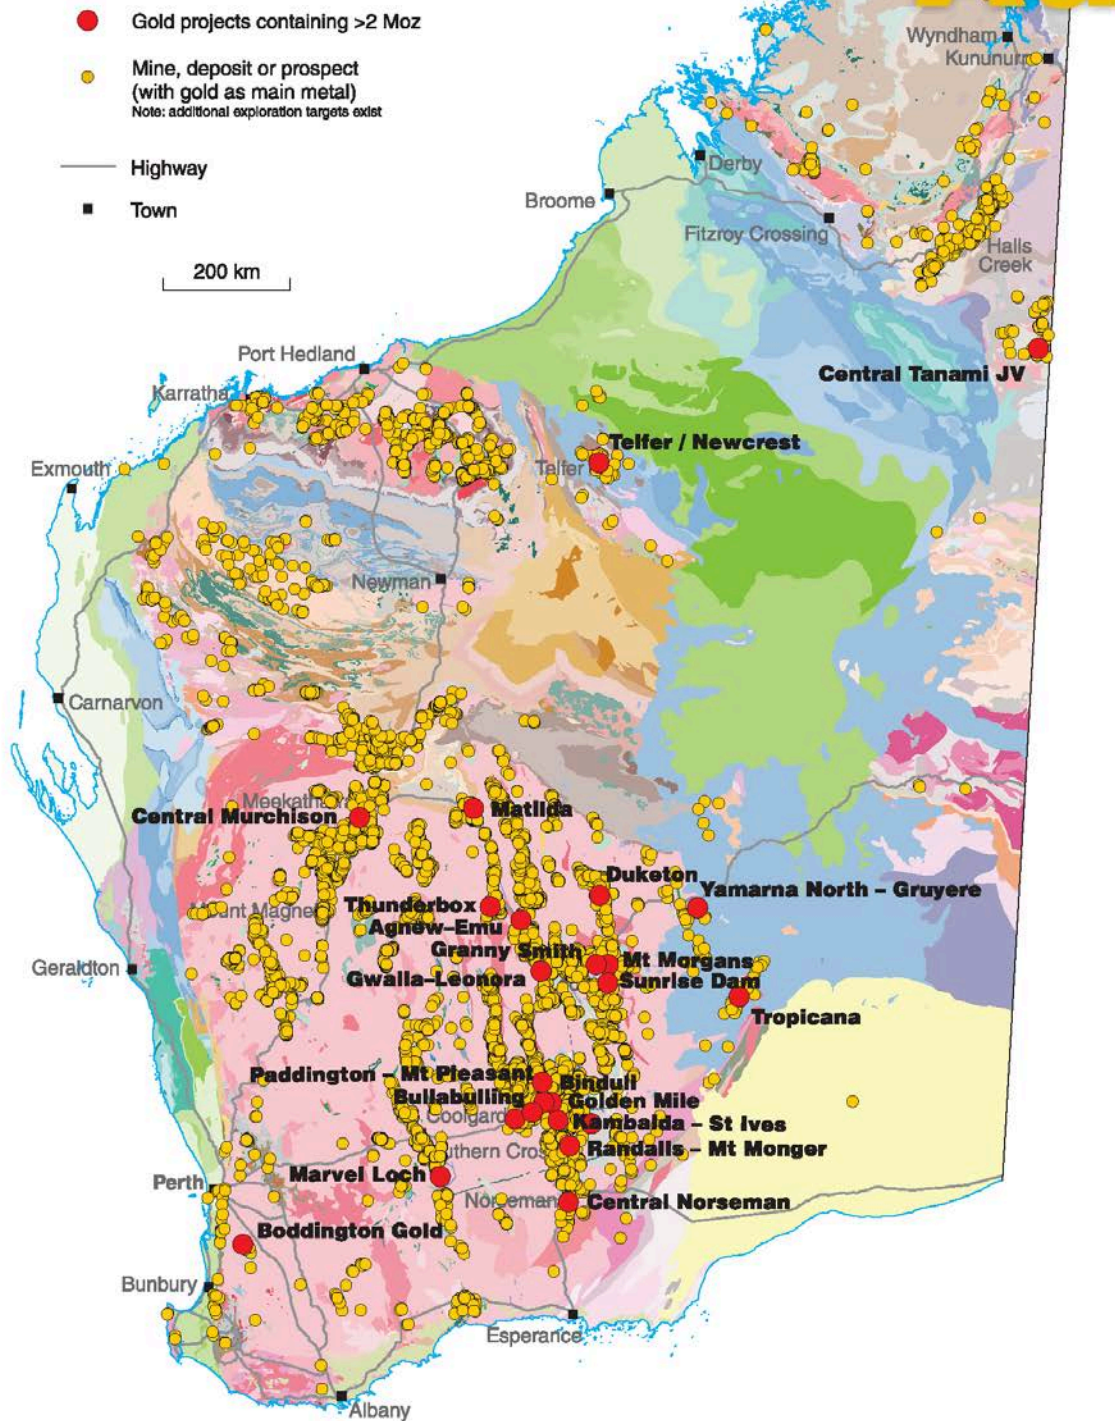 Gold projects containing >2 Moz
Mine, deposit or prospect
(with gold as main metal)
Note: additional exploration targets exist
Highway
Town
200 km
Wyndham
Kununurra
Derby
Broome
Fitzroy Crossing
Halls
Creek
Port Hedland
Central Tanami JV
Karratha
Telfer / Newcrest
Exmouth
Telfer
Newman
Carnarvon
Meekatharra
Central Murchison
Matilda
Duketon
Yamarna North – Gruyere
Thunderbox
Mount Magnet
Agnew–Emu
Granny Smith
Mt Morgans
Geraldton
Gwalia–Leonora
Sunrise Dam
Tropicana
Paddington – Mt Pleasant
Binduli
Bullabulling
Golden Mile
Coolgardie
Kambalda – St Ives
Southern Cross
Randalls – Mt Monger
Marvel Loch
Perth
Norseman
Central Norseman
Boddington Gold
Bunbury
Esperance
Albany